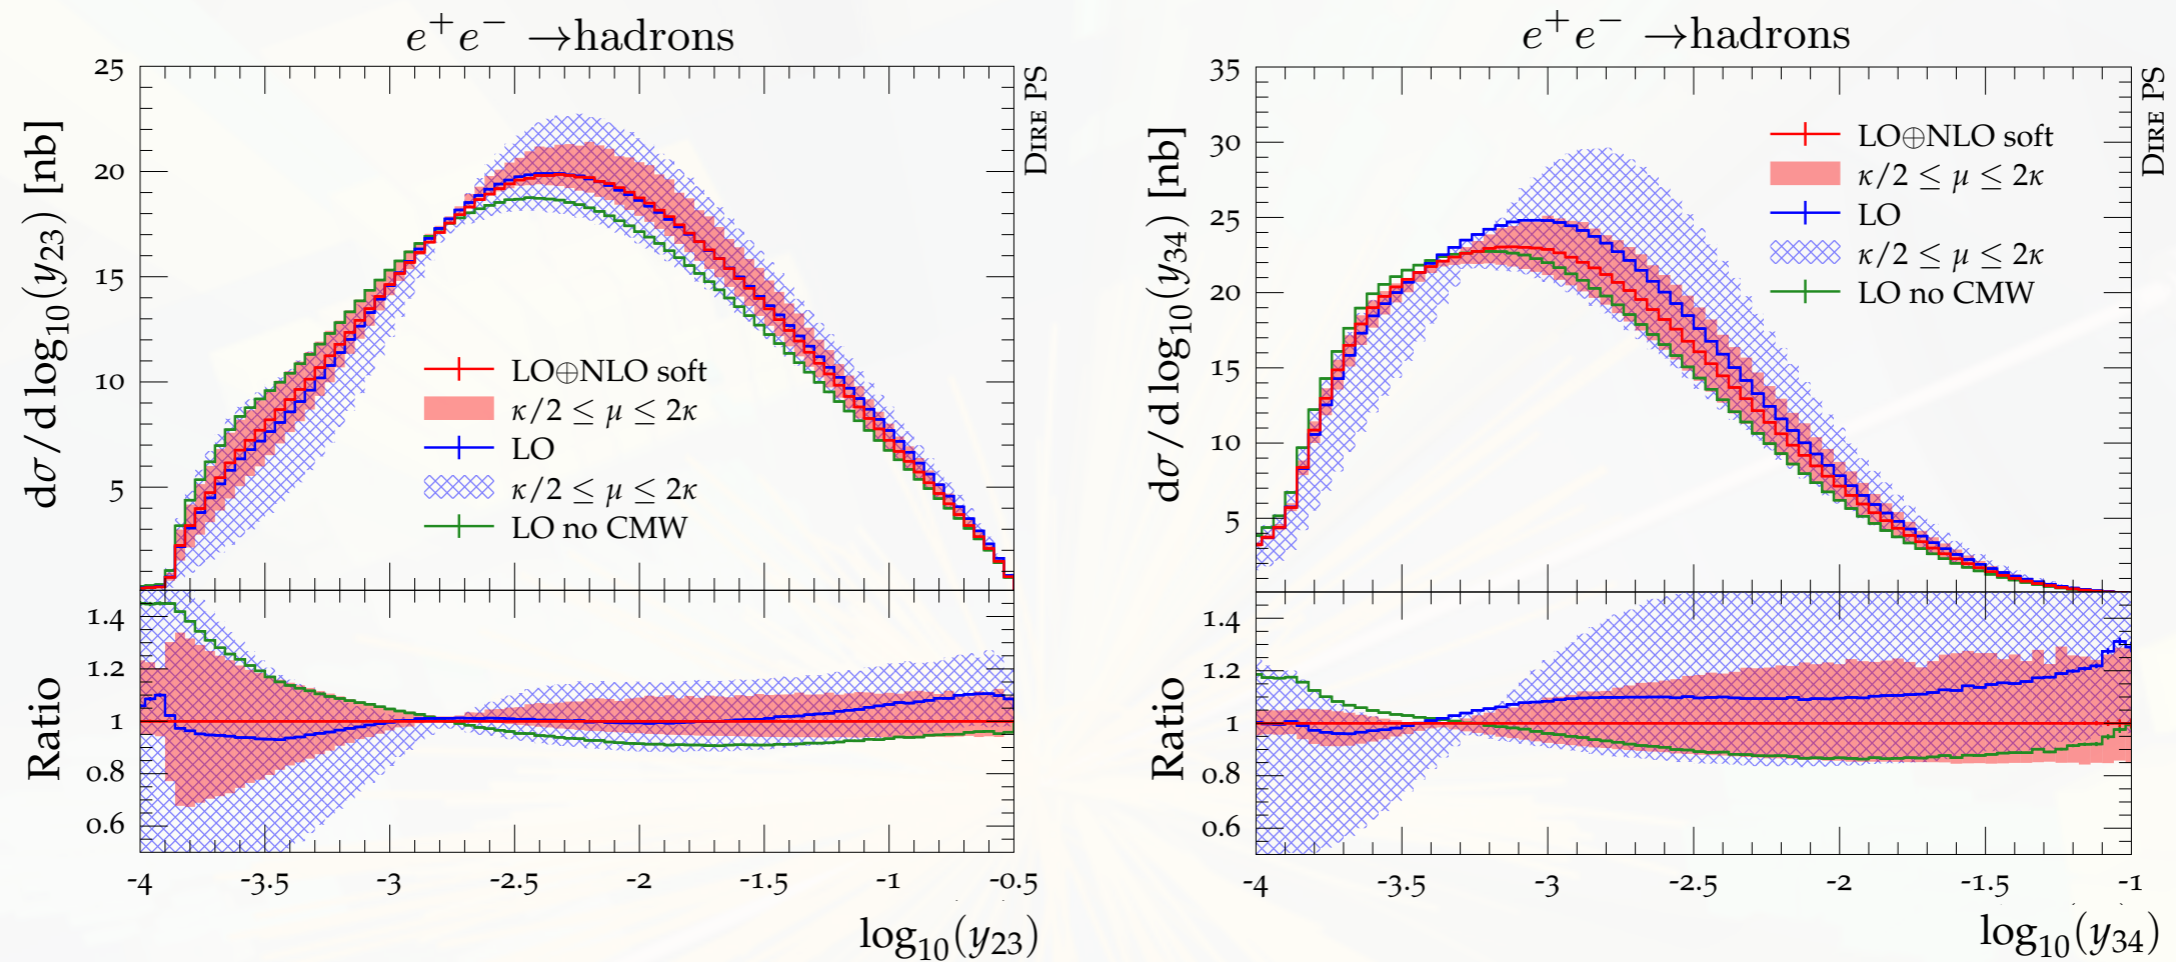 e⁺e⁻ →hadrons
dσ/d log₁₀(y₂₃) [nb]
25
20
15
10
5
DIRE PS
LO⊕NLO soft
κ/2 ≤ μ ≤ 2κ
LO
κ/2 ≤ μ ≤ 2κ
LO no CMW
Ratio
1.4
1.2
1
0.8
0.6
-4 -3.5 -3 -2.5 -2 -1.5 -1 -0.5
log₁₀(y₂₃)
e⁺e⁻ →hadrons
dσ/d log₁₀(y₃₄) [nb]
35
30
25
20
15
10
5
DIRE PS
LO⊕NLO soft
κ/2 ≤ μ ≤ 2κ
LO
κ/2 ≤ μ ≤ 2κ
LO no CMW
Ratio
1.4
1.2
1
0.8
0.6
-4 -3.5 -3 -2.5 -2 -1.5 -1
log₁₀(y₃₄)